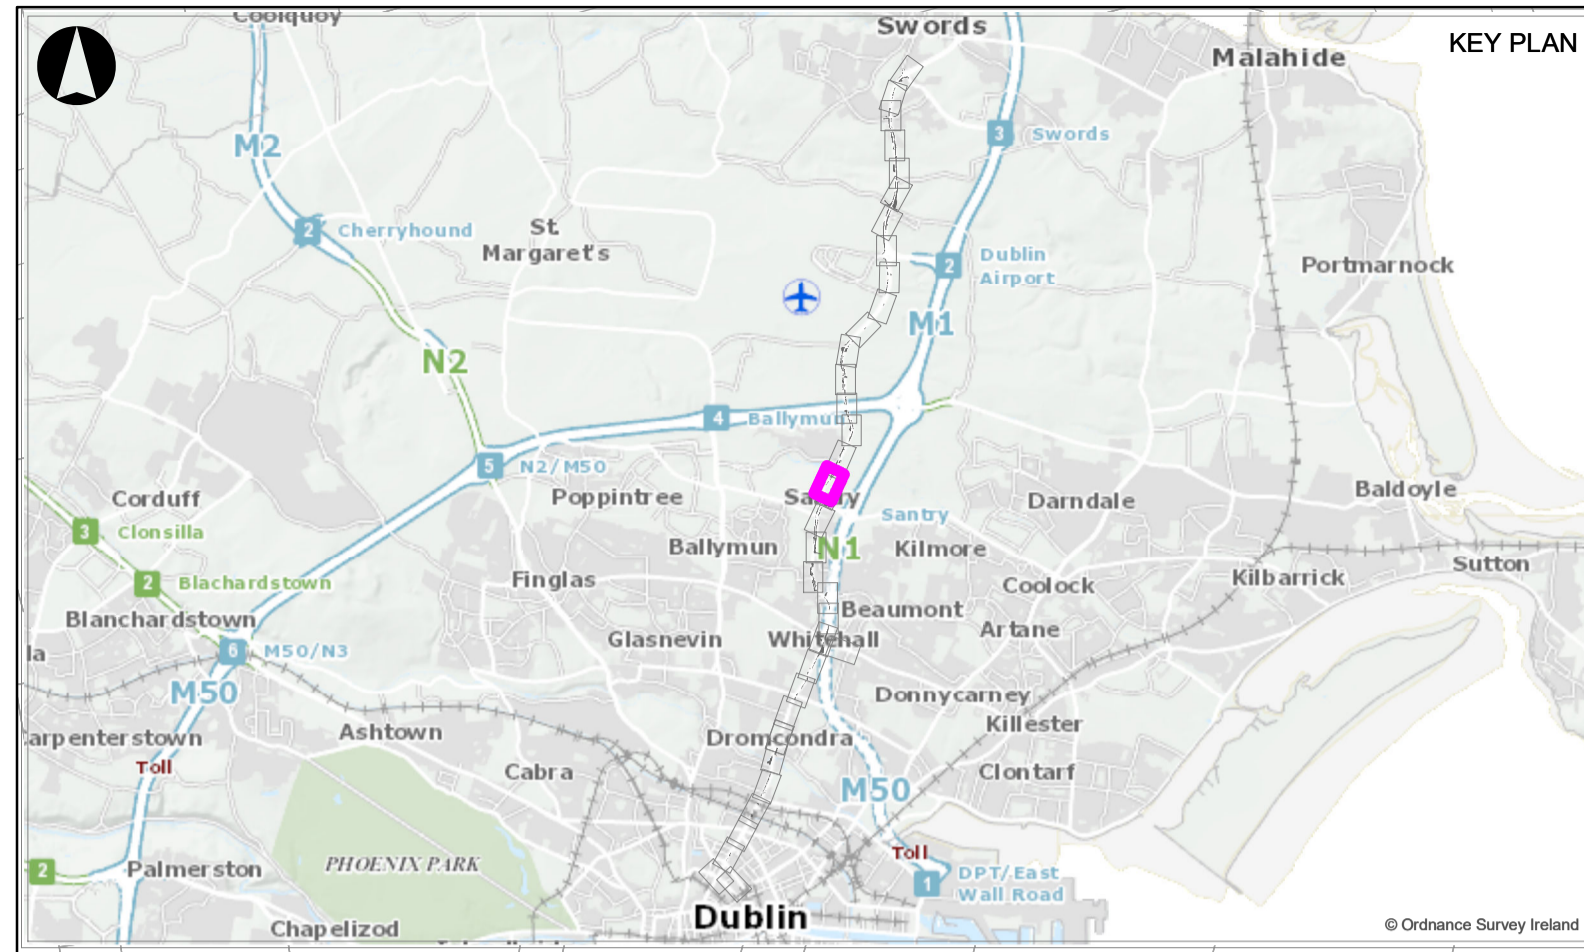 Coolquoy
Swords
KEY PLAN
Malahide
M2
3
Swords
2
Cherryhound
St.
Margaret's
Dublin
Airport
2
Portmarnock
M1
N2
4
Ballymun
5
N2/M50
Corduff
Poppintree
Santry
Darndale
Baldoyle
3
Clonsilla
Santry
Ballymun
N1
Kilmore
Sutton
2
Blachardstown
Finglas
Coolock
Kilbarrick
Blanchardstown
Beaumont
Artane
la
6
M50/N3
Glasnevin
Whitehall
M50
Donnycarney
Killester
arpenterstown
Ashtown
Dromcondra
Toll
Cabra
Clontarf
M50
2
Palmerston
PHOENIX PARK
Toll
1
DPT/East
Wall Road
Dublin
Chapelizod
© Ordnance Survey Ireland